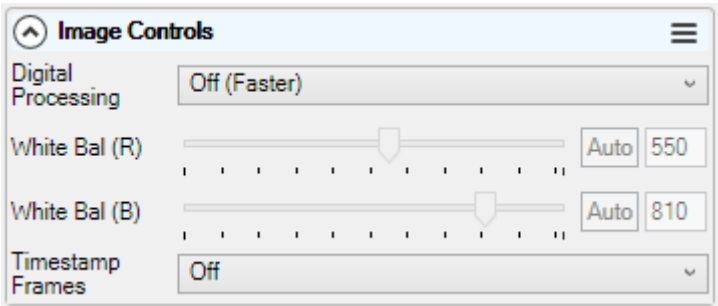 Image Controls
Digital
Processing
Off (Faster)
White Bal (R)
Auto
550
White Bal (B)
Auto
810
Timestamp
Frames
Off